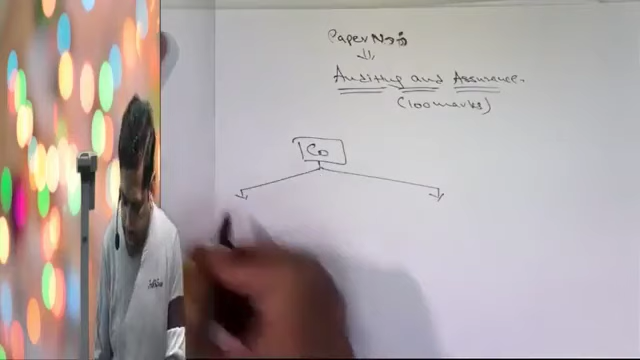 Paper No:
Auditing and Assurance.
(100 marks)
Co